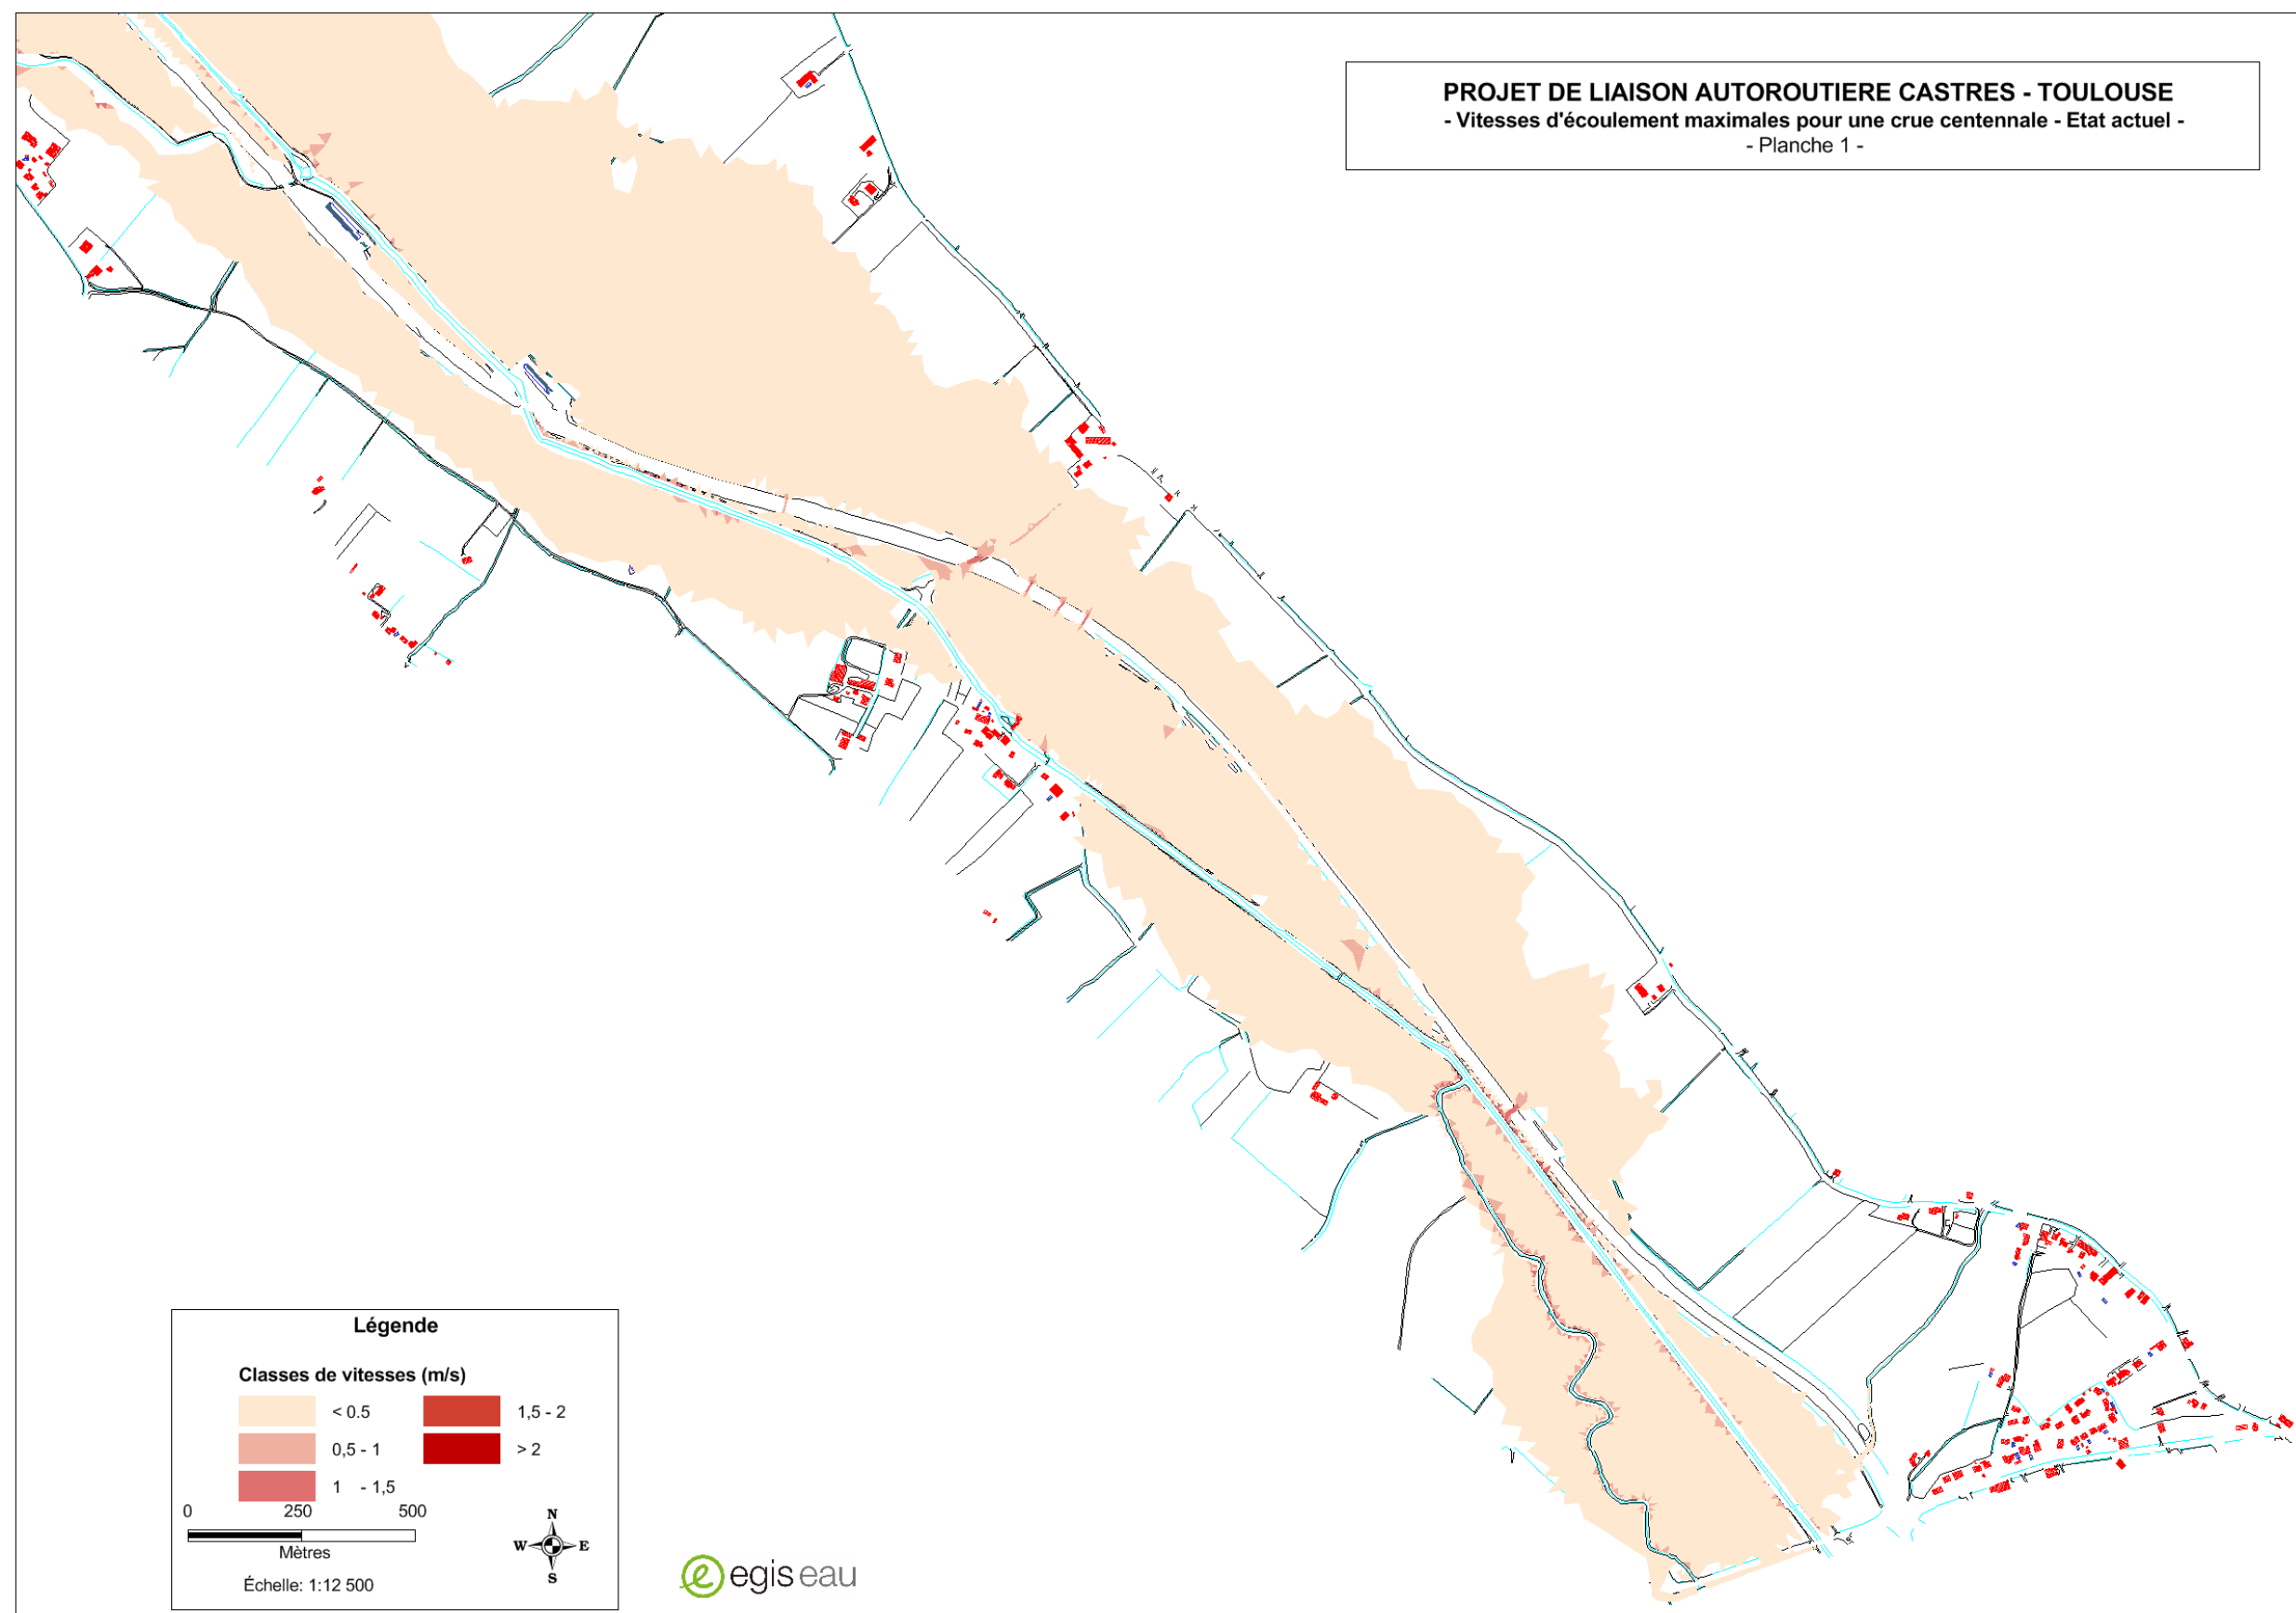 PROJET DE LIAISON AUTOROUTIERE CASTRES - TOULOUSE
- Vitesses d'écoulement maximales pour une crue centennale - Etat actuel -
- Planche 1 -
Légende
Classes de vitesses (m/s)
< 0.5 1,5 - 2
0,5 - 1 > 2
1 - 1,5
0 250 500
Mètres
Échelle: 1:12 500
N
W E
S
e egis eau